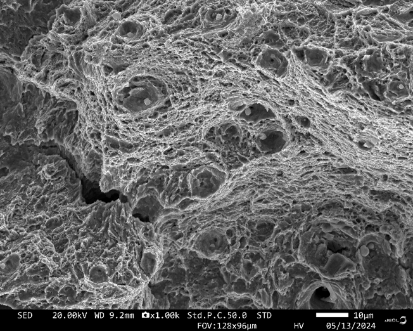 SED 20.00kV WD 9.2mm x1.00k Std.P.C.50.0 STD 10µm
FOV:128x96µm HV 05/13/2024